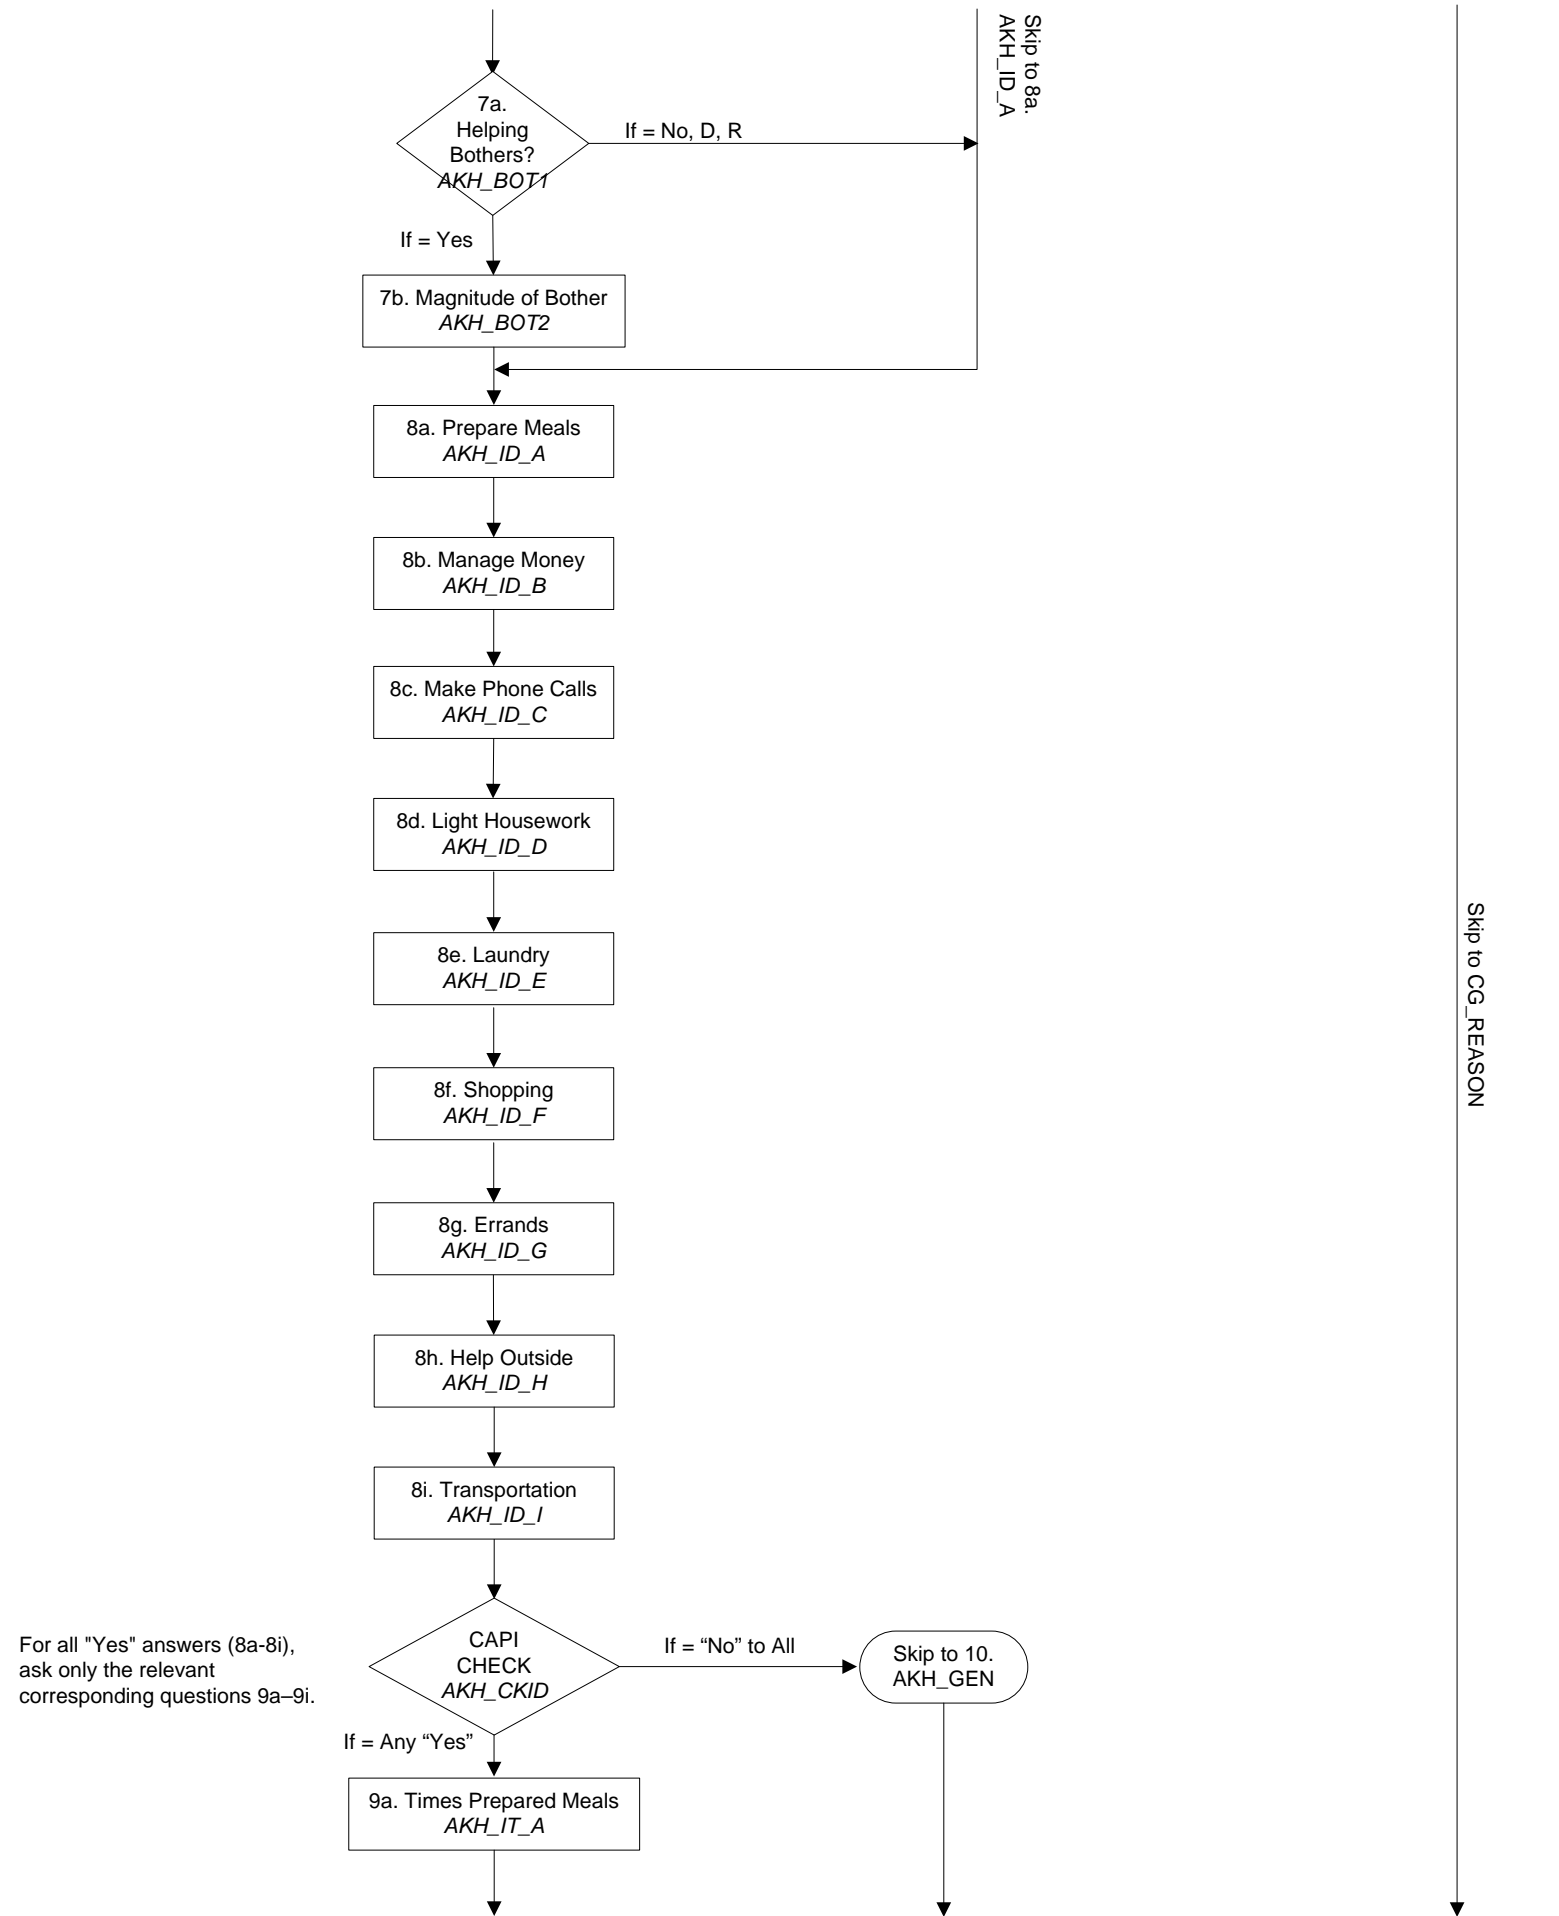 Skip to 8a.
AKH_ID_A
7a.
Helping
Bothers?
AKH_BOT1
If = No, D, R
If = Yes
7b. Magnitude of Bother
AKH_BOT2
8a. Prepare Meals
AKH_ID_A
8b. Manage Money
AKH_ID_B
8c. Make Phone Calls
AKH_ID_C
8d. Light Housework
AKH_ID_D
8e. Laundry
AKH_ID_E
Skip to CG_REASON
8f. Shopping
AKH_ID_F
8g. Errands
AKH_ID_G
8h. Help Outside
AKH_ID_H
8i. Transportation
AKH_ID_I
For all "Yes" answers (8a-8i),
ask only the relevant
corresponding questions 9a–9i.
CAPI
CHECK
AKH_CKID
If = “No” to All
Skip to 10.
AKH_GEN
If = Any “Yes”
9a. Times Prepared Meals
AKH_IT_A